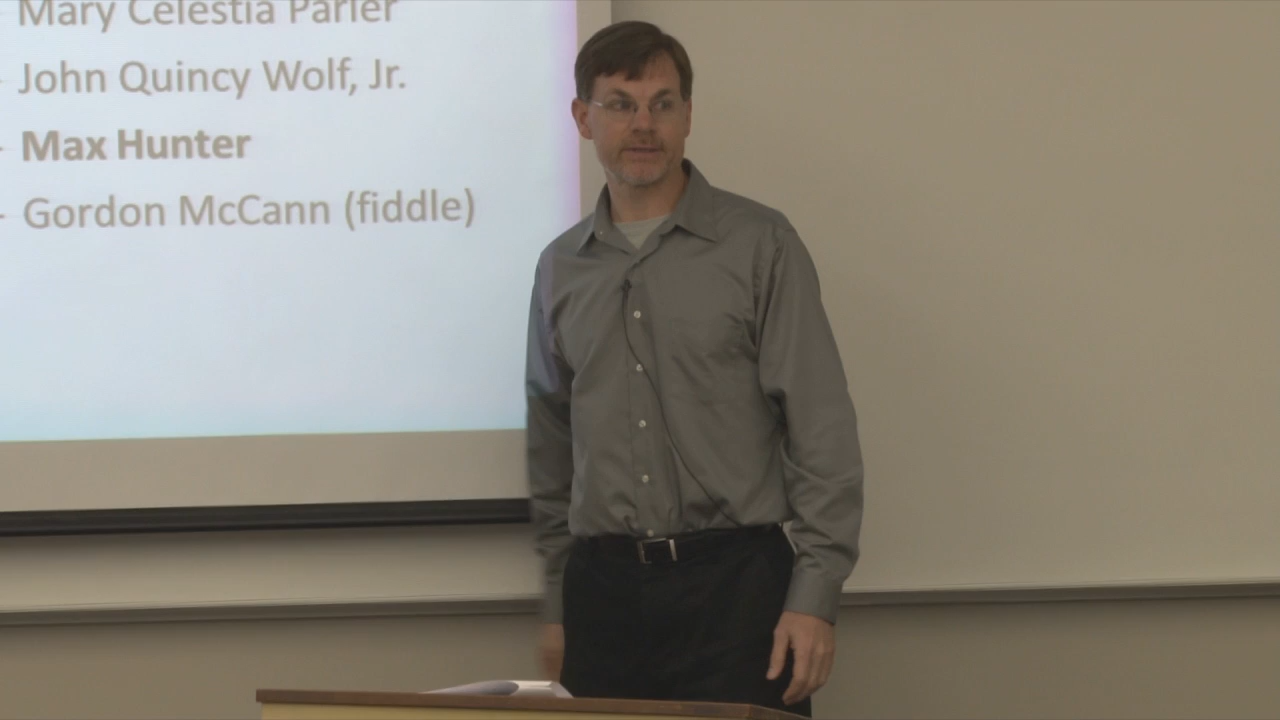 Mary Celestia Parler
- John Quincy Wolf, Jr.
- Max Hunter
- Gordon McCann (fiddle)